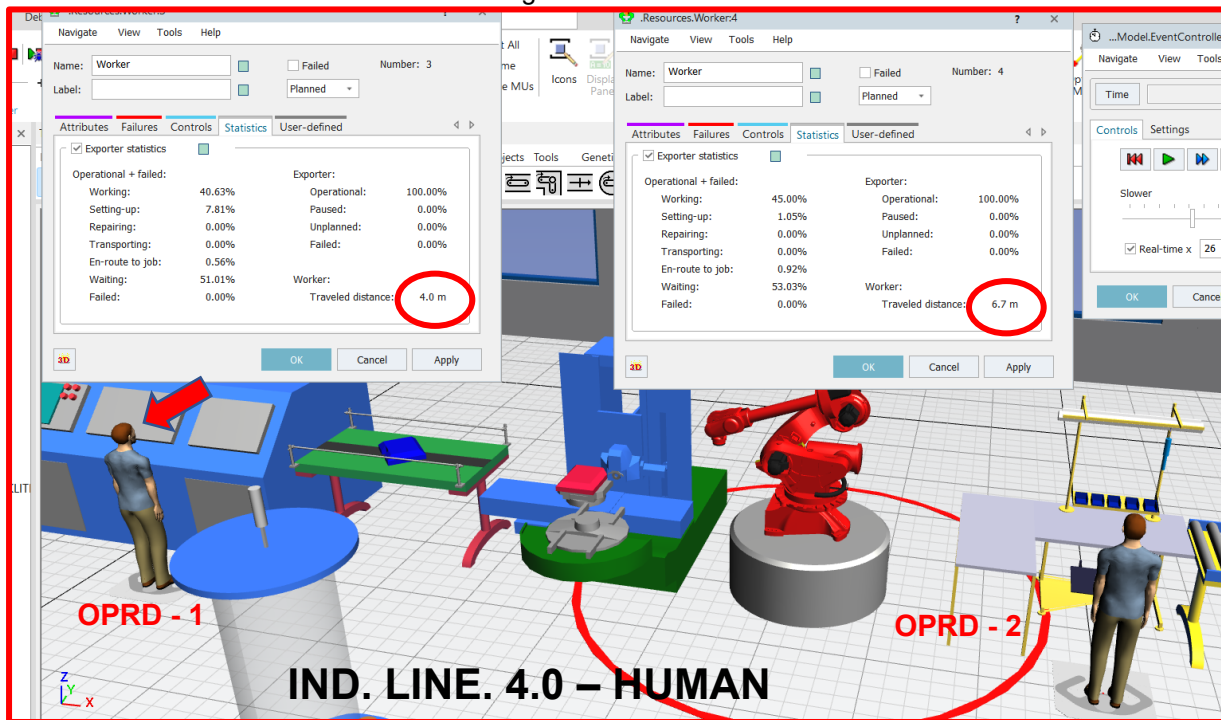 .Resources.Worker:4
?
Navigate View Tools Help
Name: Worker
Failed
Number: 3
Label:
Planned
Attributes Failures Controls Statistics User-defined
Exporter statistics
Operational + failed:
Exporter:
Working: 40.63%
Operational: 100.00%
Setting-up: 7.81%
Paused: 0.00%
Repairing: 0.00%
Unplanned: 0.00%
Transporting: 0.00%
Failed: 0.00%
En-route to job: 0.56%
Waiting: 51.01%
Worker:
Failed: 0.00%
Traveled distance: 4.0 m
3D
OK Cancel Apply
t All
me
e MUs
Icons
Displa
Pane
jects Tools Geneti
Navigate View Tools Help
Name: Worker
Failed
Number: 4
Label:
Planned
Attributes Failures Controls Statistics User-defined
Exporter statistics
Operational + failed:
Exporter:
Working: 45.00%
Operational: 100.00%
Setting-up: 1.05%
Paused: 0.00%
Repairing: 0.00%
Unplanned: 0.00%
Transporting: 0.00%
Failed: 0.00%
En-route to job: 0.92%
Waiting: 53.03%
Worker:
Failed: 0.00%
Traveled distance: 6.7 m
3D
OK Cancel Apply
...Model.EventControlle
Navigate View Tools
Time
Controls Settings
Slower
Real-time x 26
OK Cance
OPRD - 1
OPRD - 2
IND. LINE. 4.0 – HUMAN
Z
Y
X